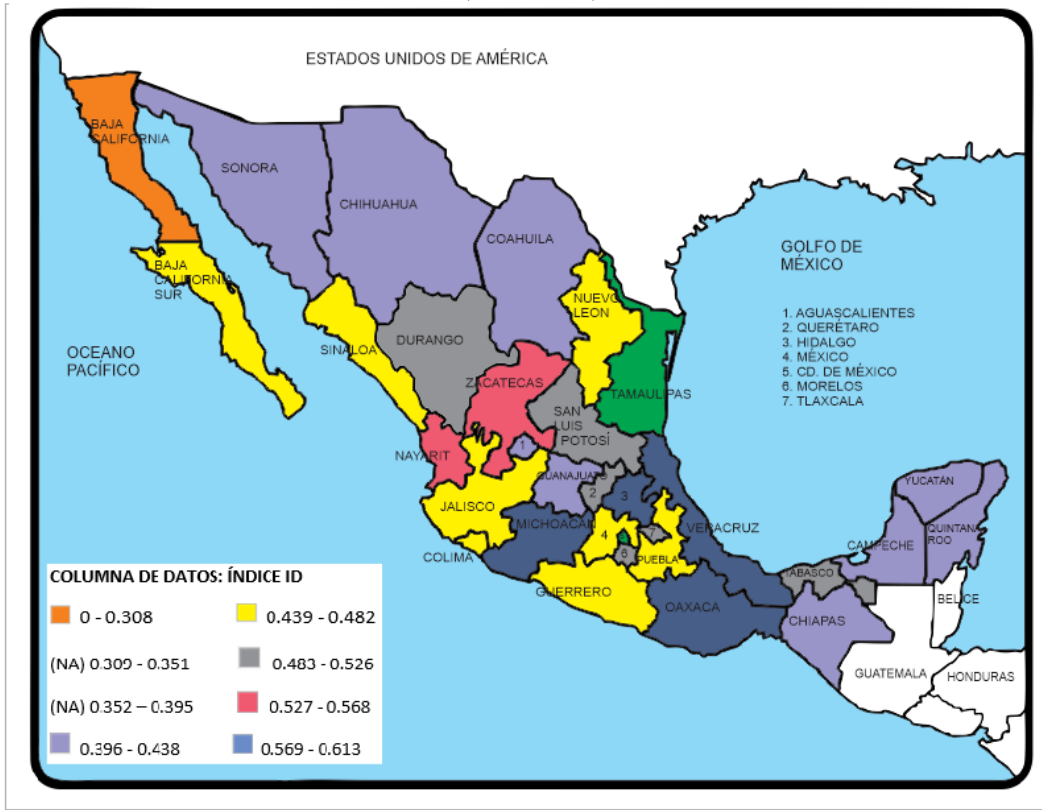 ESTADOS UNIDOS DE AMÉRICA
BAJA
CALIFORNIA
SONORA
CHIHUAHUA
COAHUILA
GOLFO DE
MÉXICO
BAJA
CALIFORNIA
SUR
NUEVO
LEON
1. AGUASCALIENTES
2. QUERÉTARO
3. HIDALGO
4. MÉXICO
5. CD. DE MÉXICO
6. MORELOS
7. TLAXCALA
OCEANO
PACÍFICO
SINALOA
DURANGO
ZACATECAS
TAMAULIPAS
SAN
LUIS
POTOSÍ
NAYARIT
1
GUANAJUATO
2
3
YUCATÁN
JALISCO
MICHOACÁN
4
7
VERACRUZ
QUINTANA
ROO
CAMPECHE
COLIMA
6
PUEBLA
TABASCO
GUERRERO
OAXACA
BELICE
CHIAPAS
GUATEMALA
HONDURAS
COLUMNA DE DATOS: ÍNDICE ID
0 - 0.308
0.439 - 0.482
(NA) 0.309 - 0.351
0.483 - 0.526
(NA) 0.352 – 0.395
0.527 - 0.568
0.396 - 0.438
0.569 - 0.613